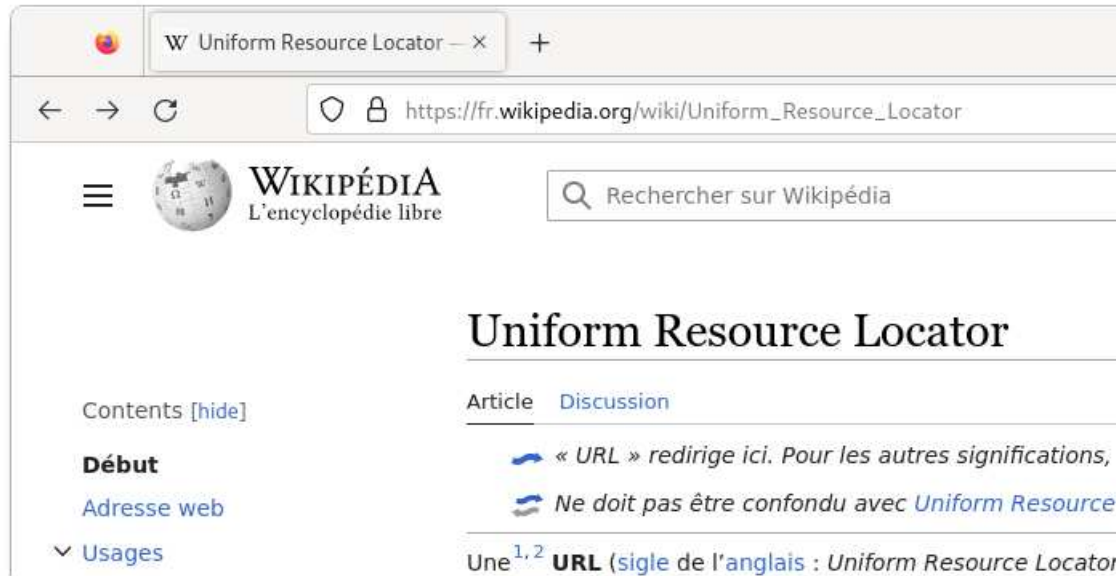 W Uniform Resource Locator —
https://fr.wikipedia.org/wiki/Uniform_Resource_Locator
WIKIPÉDIA
L'encyclopédie libre
Rechercher sur Wikipédia
Uniform Resource Locator
Contents [hide]
Article Discussion
Début
« URL » redirige ici. Pour les autres significations,
Adresse web
Ne doit pas être confondu avec Uniform Resource
Usages
Une1,2 URL (sigle de l'anglais : Uniform Resource Locator